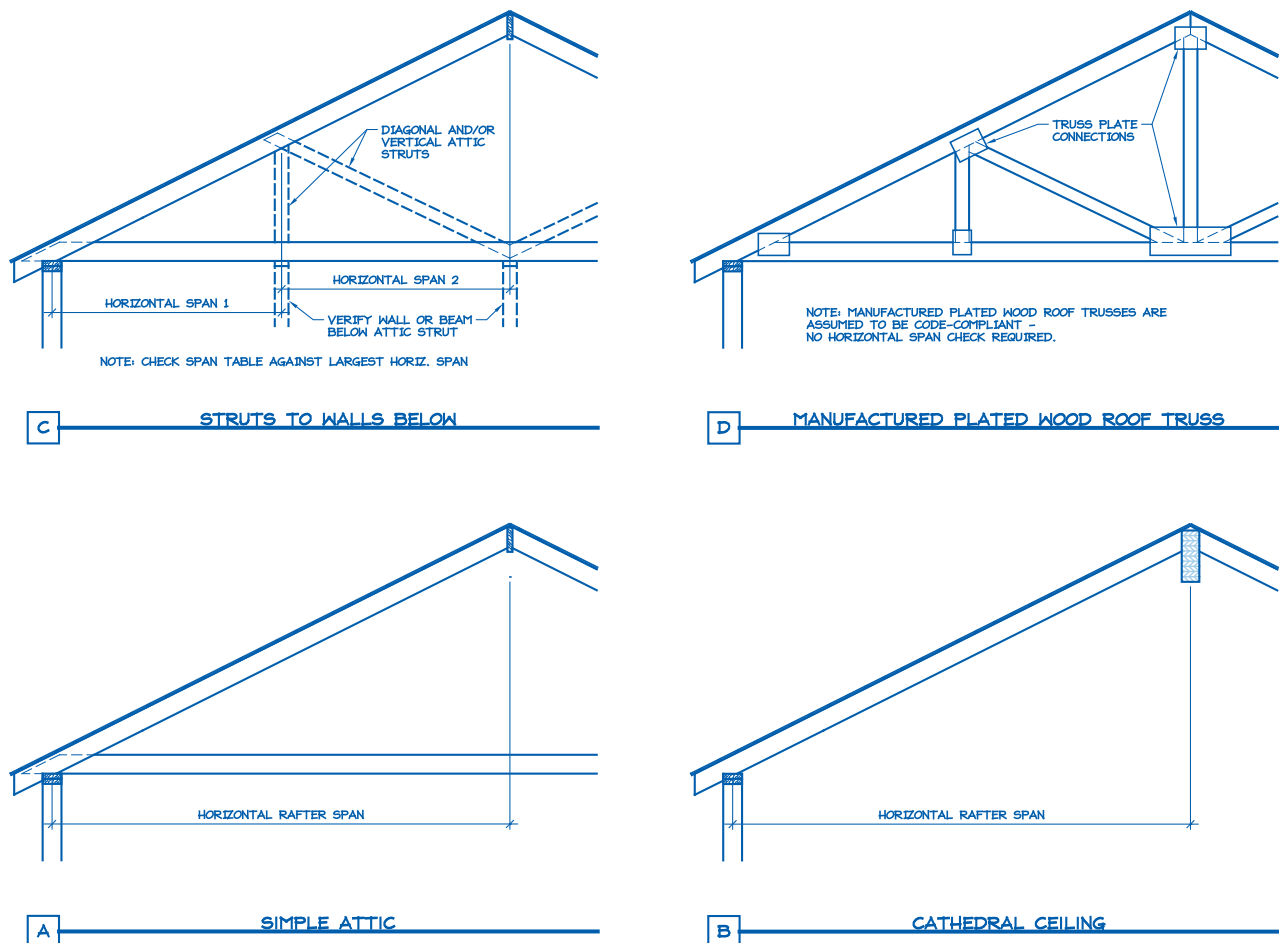 DIAGONAL AND/OR
VERTICAL ATTIC
STRUTS
HORIZONTAL SPAN 2
HORIZONTAL SPAN 1
VERIFY WALL OR BEAM
BELOW ATTIC STRUT
NOTE: CHECK SPAN TABLE AGAINST LARGEST HORIZ. SPAN
C
STRUTS TO WALLS BELOW
TRUSS PLATE
CONNECTIONS
NOTE: MANUFACTURED PLATED WOOD ROOF TRUSSES ARE
ASSUMED TO BE CODE-COMPLIANT -
NO HORIZONTAL SPAN CHECK REQUIRED.
D
MANUFACTURED PLATED WOOD ROOF TRUSS
HORIZONTAL RAFTER SPAN
A
SIMPLE ATTIC
HORIZONTAL RAFTER SPAN
B
CATHEDRAL CEILING